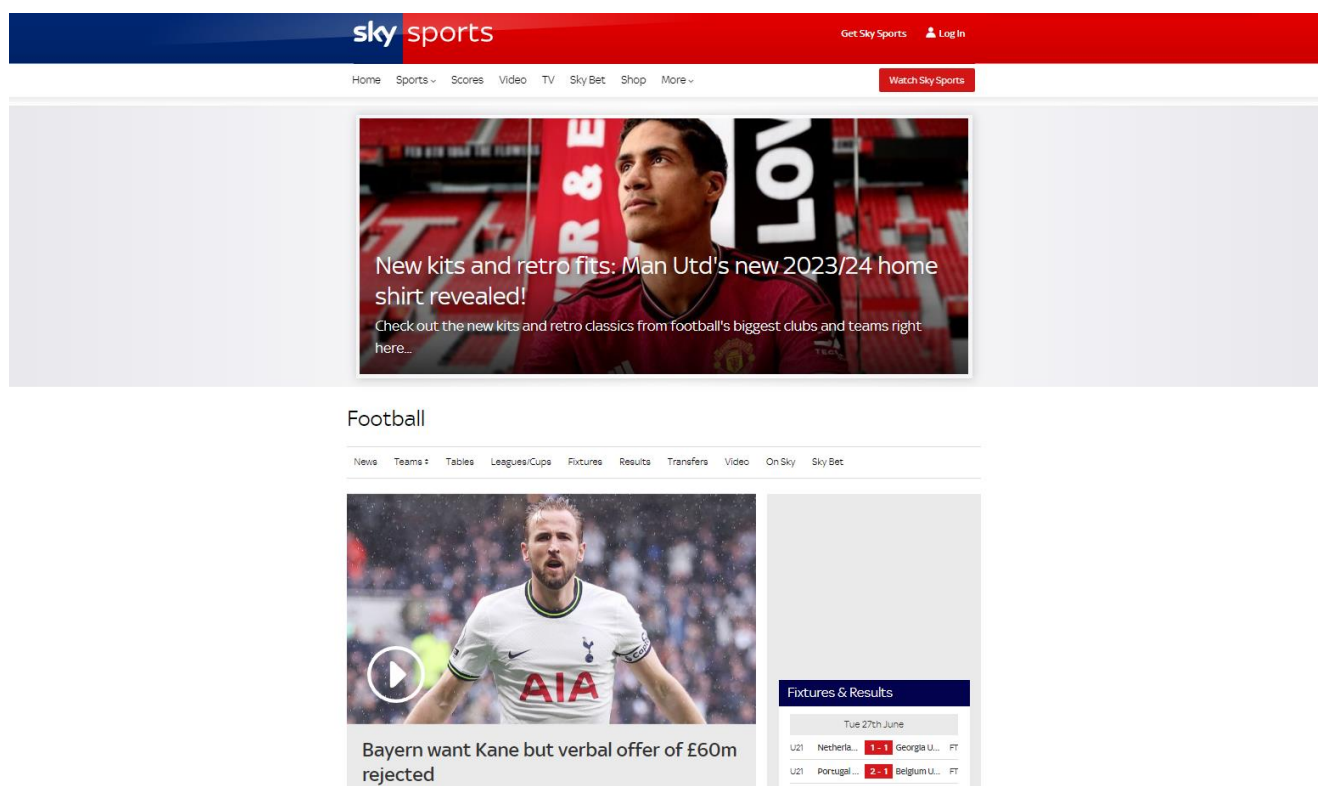 sky sports
Get Sky Sports Log In
Home Sports Scores Video TV Sky Bet Shop More
Watch Sky Sports
ER & E
LOV
New kits and retro fits: Man Utd's new 2023/24 home
shirt revealed!
Check out the new kits and retro classics from football's biggest clubs and teams right
here...
Football
News Teams Tables Leagues/Cups Fixtures Results Transfers Video On Sky Sky Bet
AIA
Bayern want Kane but verbal offer of £60m
rejected
Fixtures & Results
Tue 27th June
U21 Netherla... 1 - 1 Georgia U... FT
U21 Portugal ... 2 - 1 Belgium U... FT